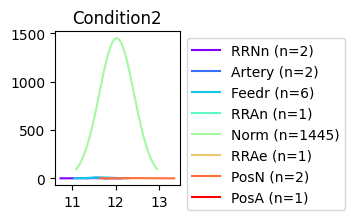 Condition2
1500
1000
500
0
11 12 13
RRNn (n=2)
Artery (n=2)
Feedr (n=6)
RRAn (n=1)
Norm (n=1445)
RRAe (n=1)
PosN (n=2)
PosA (n=1)